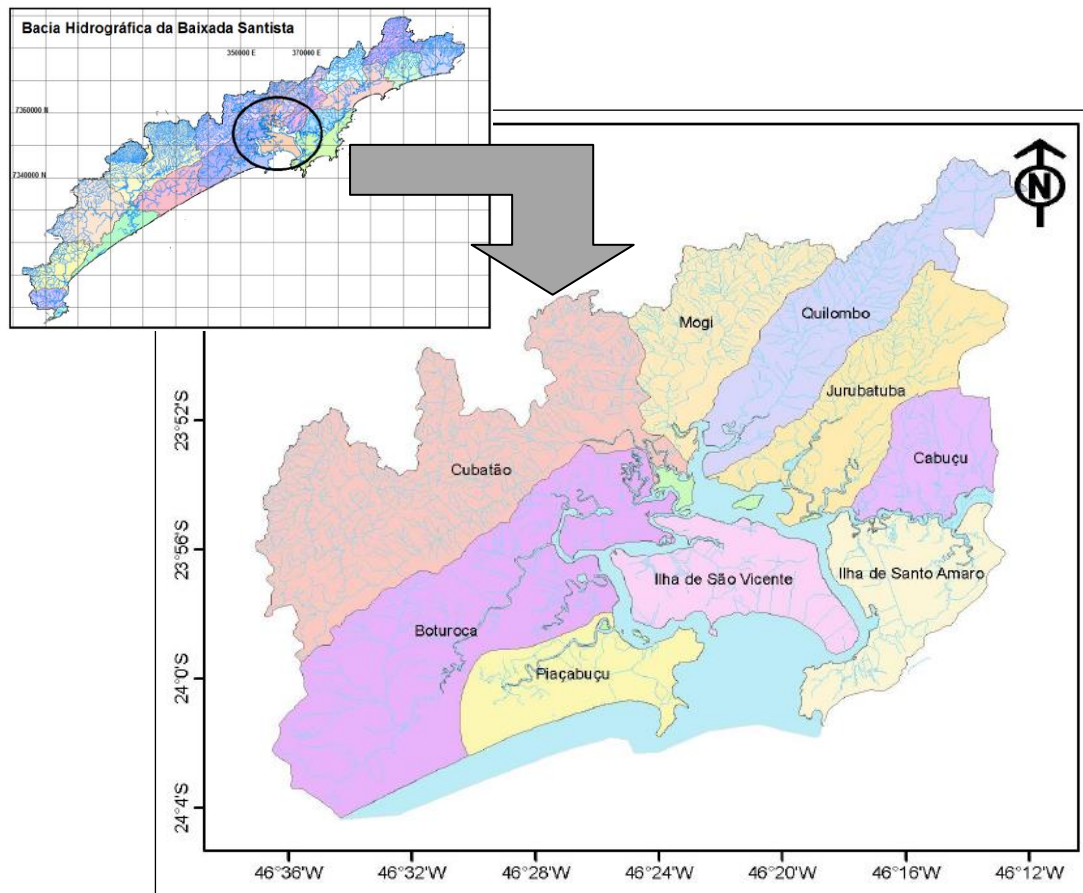 Bacia Hidrográfica da Baixada Santista
350000 E 370000 E
7360000 N
7340000 N
N
Quilombo
Mogi
Jurubatuba
23°52'S
Cabuçu
Cubatão
23°56'S
Ilha de São Vicente
Ilha de Santo Amaro
Boturoca
24°0'S
Piaçabuçu
24°4'S
46°36'W 46°32'W 46°28'W 46°24'W 46°20'W 46°16'W 46°12'W